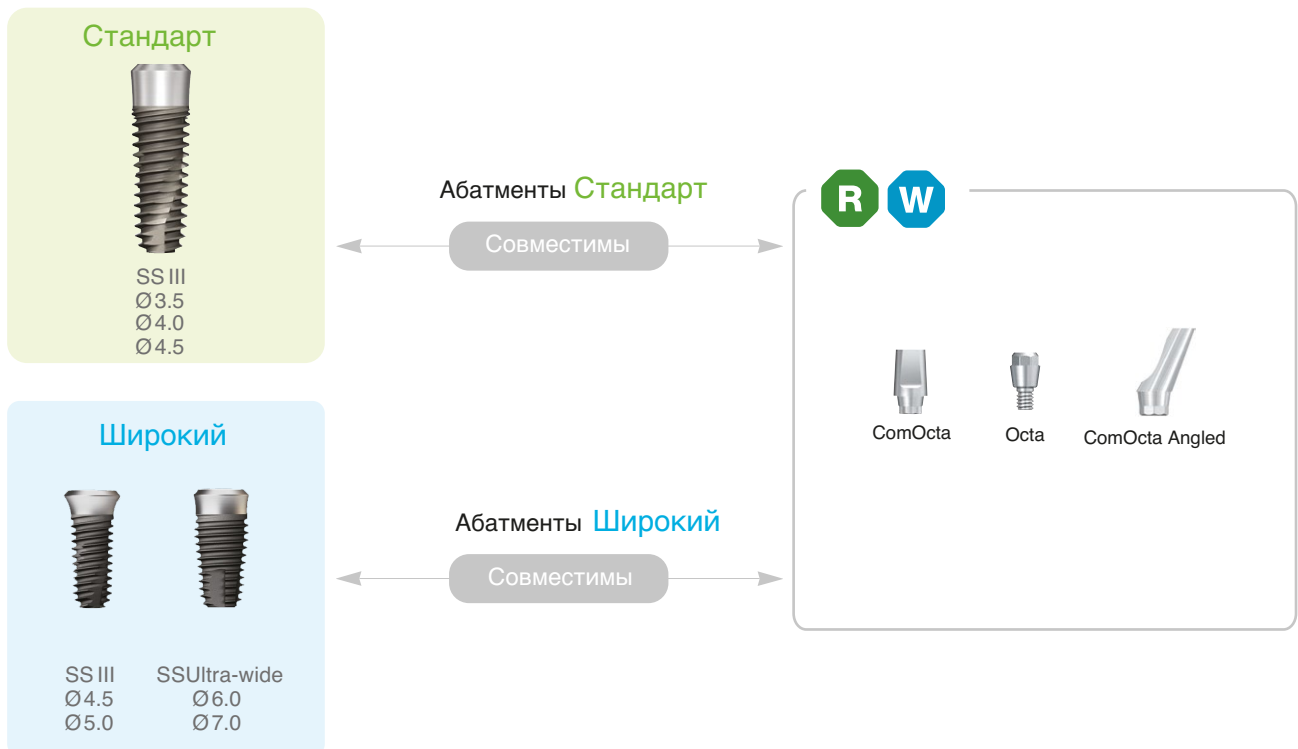 Стандарт
SS III
Ø3.5
Ø4.0
Ø4.5
Широкий
SS III
Ø4.5
Ø5.0
SSUltra-wide
Ø6.0
Ø7.0
Абатменты Стандарт
Совместимы
Абатменты Широкий
Совместимы
R W
ComOcta
Octa
ComOcta Angled